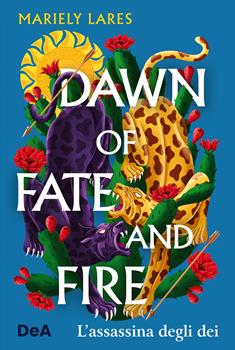 MARIELY LARES
DAWN
OF
FATE
AND
FIRE
DeA
L'assassina degli dei